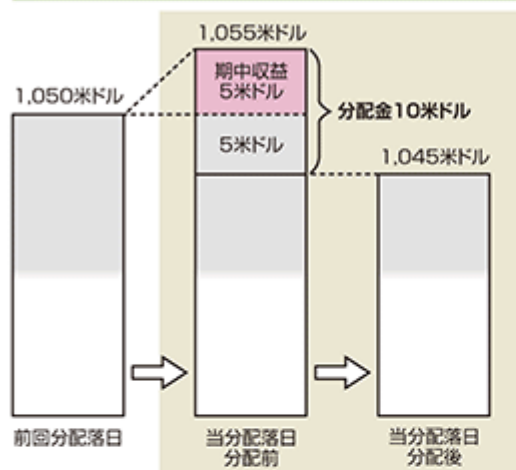 1,055米ドル
期中収益
5米ドル
1,050米ドル
分配金10米ドル
5米ドル
1,045米ドル
前回分配落日
当分配落日
分配前
当分配落日
分配後